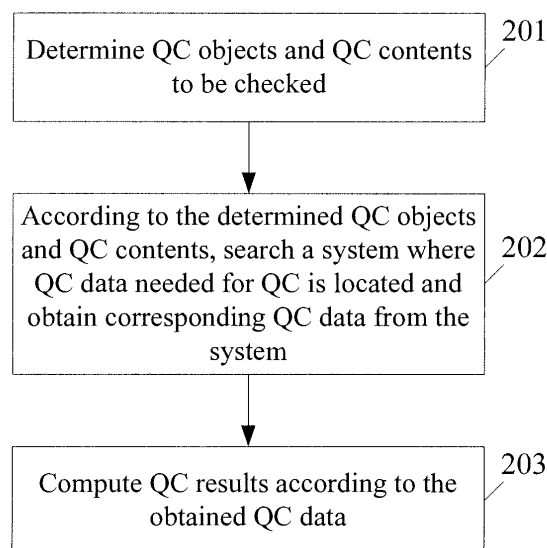 201
Determine QC objects and QC contents
to be checked
According to the determined QC objects
and QC contents, search a system where
QC data needed for QC is located and
obtain corresponding QC data from the
system
202
203
Compute QC results according to the
obtained QC data